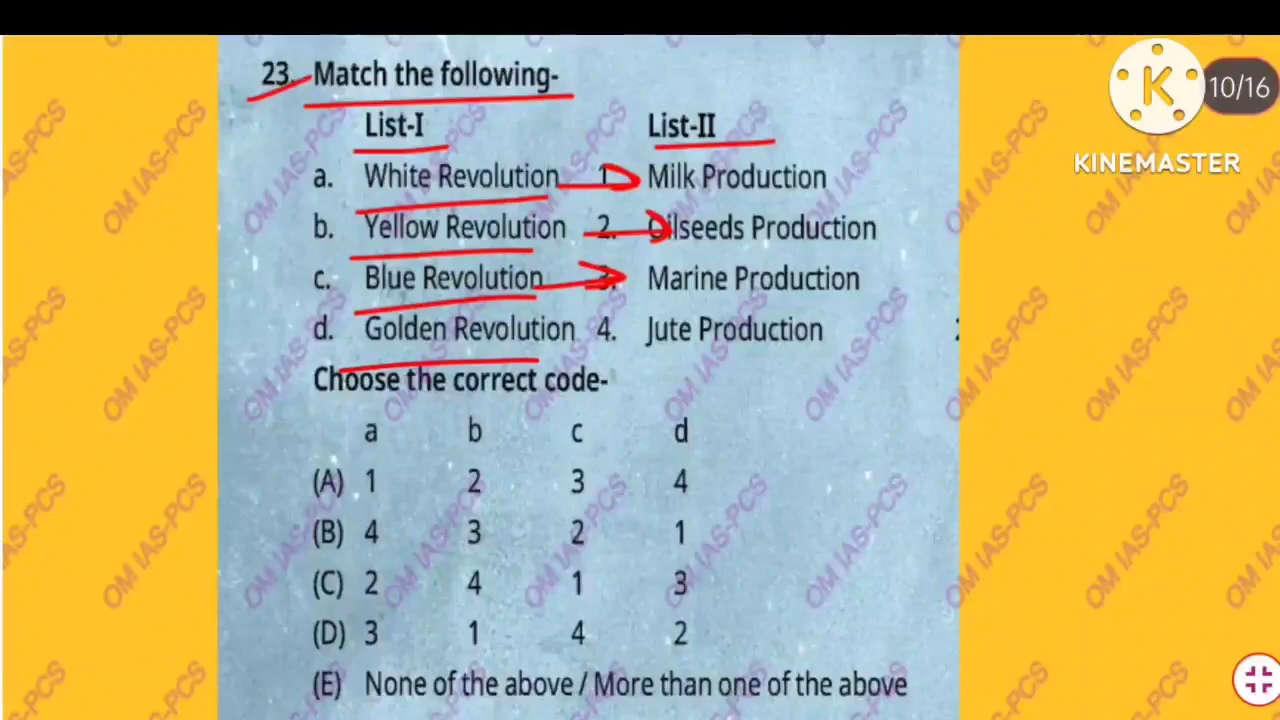 10/16
KINEMASTER
23. Match the following-
List-I List-II
a. White Revolution 1. Milk Production
b. Yellow Revolution 2. Oilseeds Production
c. Blue Revolution 3. Marine Production
d. Golden Revolution 4. Jute Production
Choose the correct code-
a b c d
(A) 1 2 3 4
(B) 4 3 2 1
(C) 2 4 1 3
(D) 3 1 4 2
(E) None of the above / More than one of the above
OM IAS-PCS